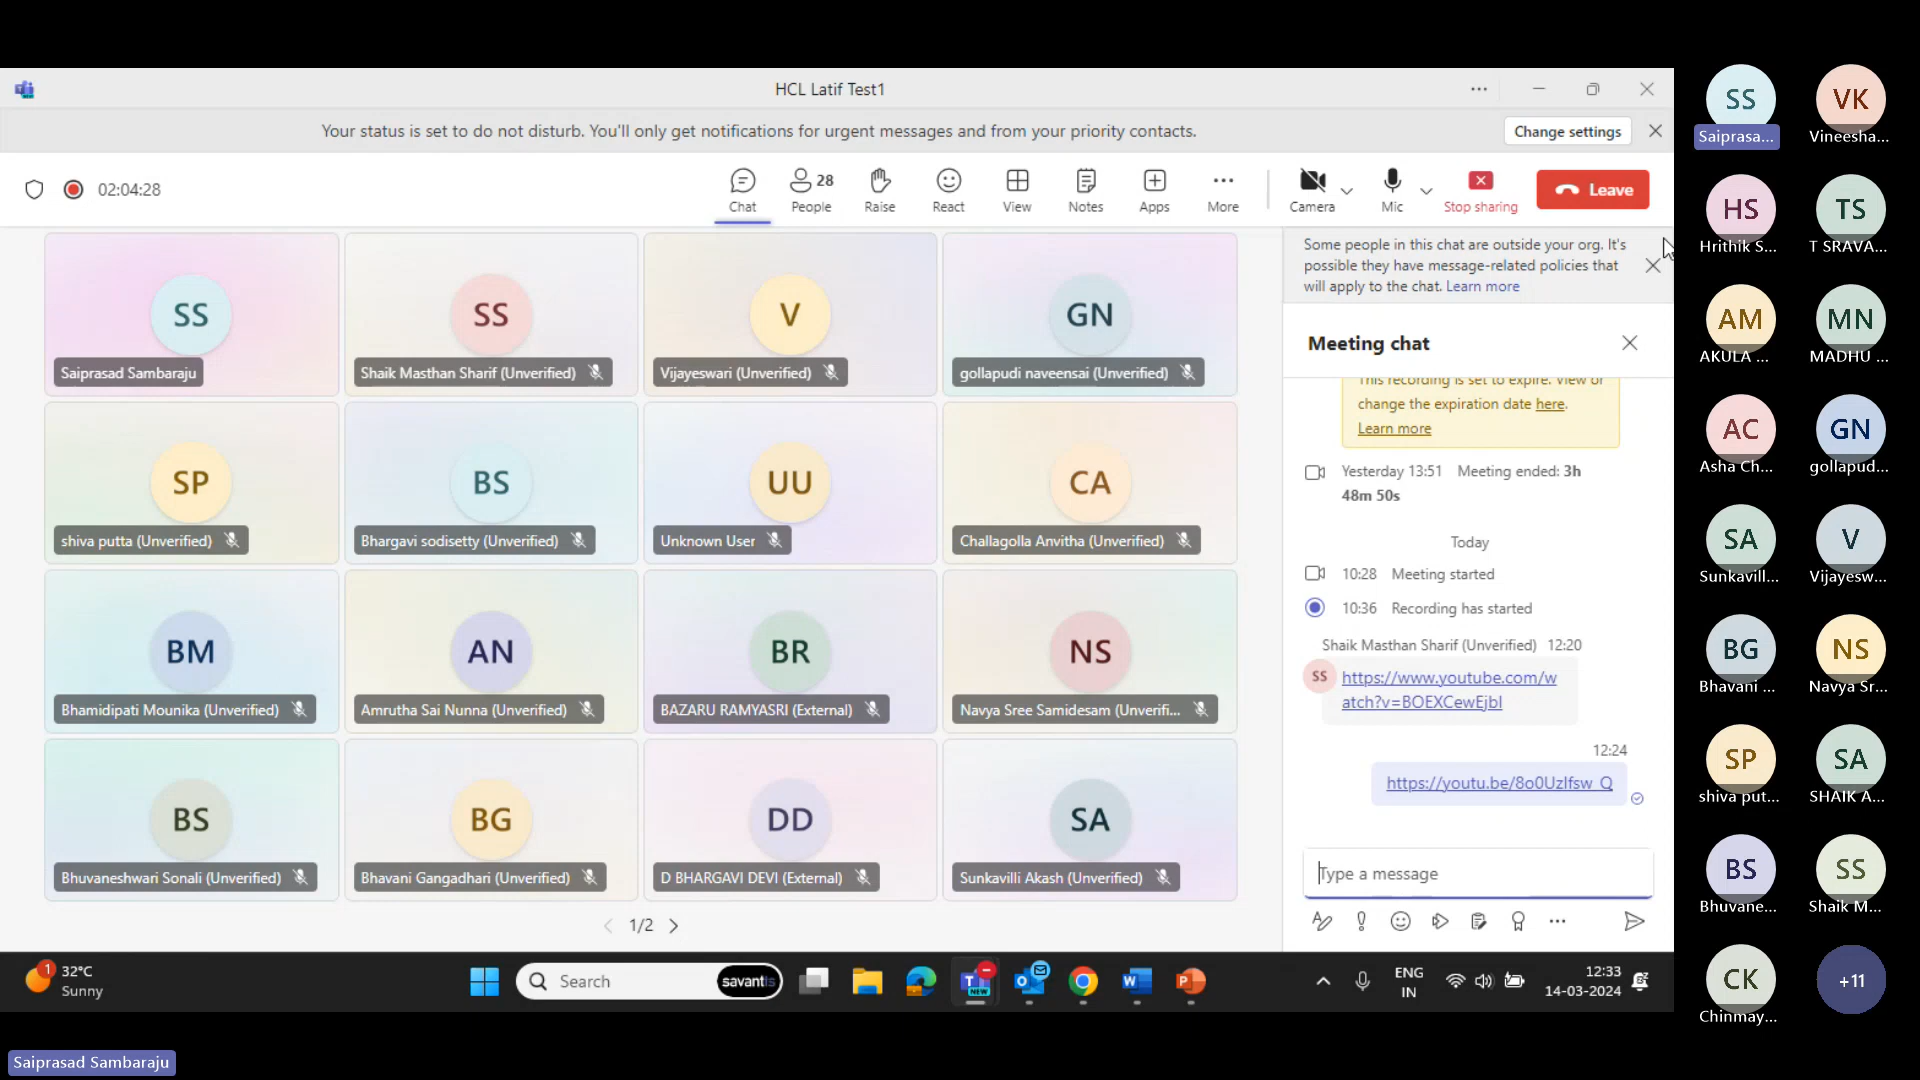 HCL Latif Test1
Your status is set to do not disturb. You'll only get notifications for urgent messages and from your priority contacts.
Change settings
02:04:28
Chat
28
People
Raise
React
View
Notes
Apps
More
Camera
Mic
Stop sharing
Leave
SS
Saiprasad Sambaraju
SS
Shaik Masthan Sharif (Unverified)
V
Vijayeswari (Unverified)
GN
gollapudi naveensai (Unverified)
SP
shiva putta (Unverified)
BS
Bhargavi sodisetty (Unverified)
UU
Unknown User
CA
Challagolla Anvitha (Unverified)
BM
Bhamidipati Mounika (Unverified)
AN
Amrutha Sai Nunna (Unverified)
BR
BAZARU RAMYASRI (External)
NS
Navya Sree Samidesam (Unverifi...
BS
Bhuvaneshwari Sonali (Unverified)
BG
Bhavani Gangadhari (Unverified)
DD
D BHARGAVI DEVI (External)
SA
Sunkavilli Akash (Unverified)
1/2
Some people in this chat are outside your org. It's
possible they have message-related policies that
will apply to the chat. Learn more
Meeting chat
This recording is set to expire. View or
change the expiration date here.
Learn more
Yesterday 13:51 Meeting ended: 3h
48m 50s
Today
10:28 Meeting started
10:36 Recording has started
Shaik Masthan Sharif (Unverified) 12:20
SS
https://www.youtube.com/w
atch?v=BOEXCewEjbI
12:24
https://youtu.be/8o0UzIfsw_Q
Type a message
1
32°C
Sunny
Search
savantis
NEW
ENG
IN
12:33
14-03-2024
SS
Saiprasa...
VK
Vineesha...
HS
Hrithik S...
TS
T SRAVA...
AM
AKULA ...
MN
MADHU ...
AC
Asha Ch...
GN
gollapud...
SA
Sunkavill...
V
Vijayesw...
BG
Bhavani ...
NS
Navya Sr...
SP
shiva put...
SA
SHAIK A...
BS
Bhuvane...
SS
Shaik M...
CK
Chinmay...
+11
Saiprasad Sambaraju